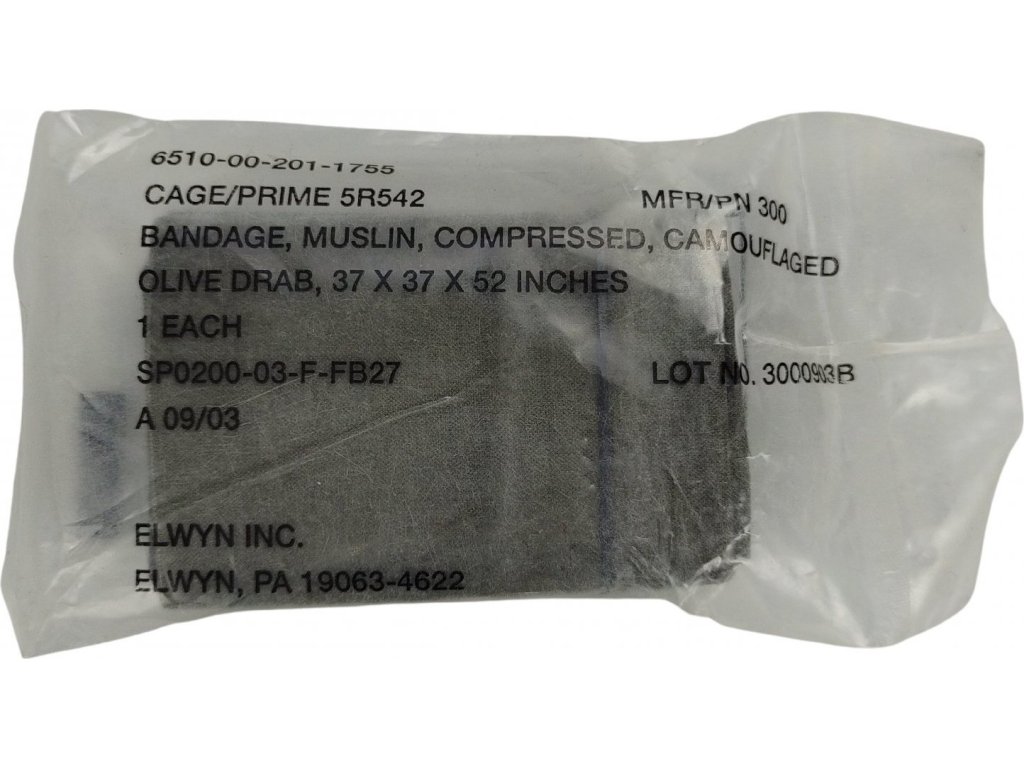 6510-00-201-1755
CAGE/PRIME 5R542 MFR/PN 300
BANDAGE, MUSLIN, COMPRESSED, CAMOUFLAGED
OLIVE DRAB, 37 X 37 X 52 INCHES
1 EACH
SP0200-03-F-FB27 LOT No. 3000903B
A 09/03
ELWYN INC.
ELWYN, PA 19063-4622